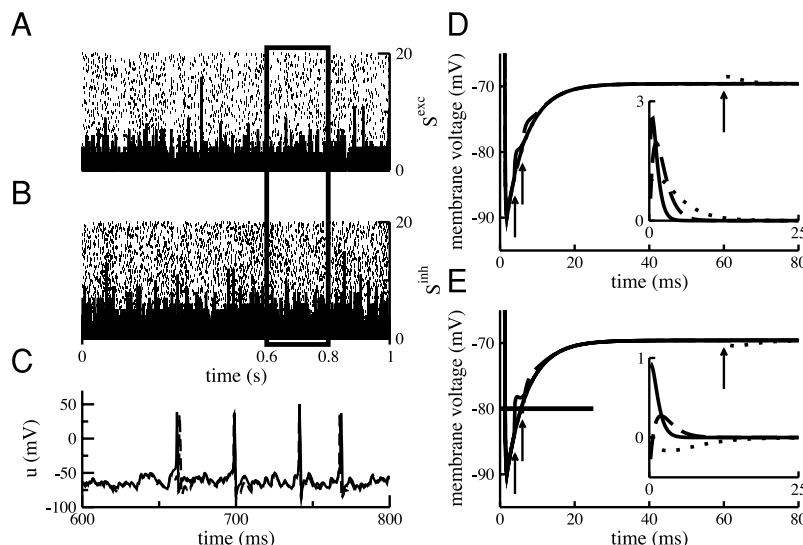 A
20
S^exc
0
B
20
S^inh
0
0
0.6
0.8
1
time (s)
C
50
0
-50
-100
u (mV)
600
700
800
time (ms)
D
-70
-80
-90
membrane voltage (mV)
3
0
0
25
0
20
40
60
80
time (ms)
E
-70
-80
-90
membrane voltage (mV)
1
0
0
25
0
20
40
60
80
time (ms)